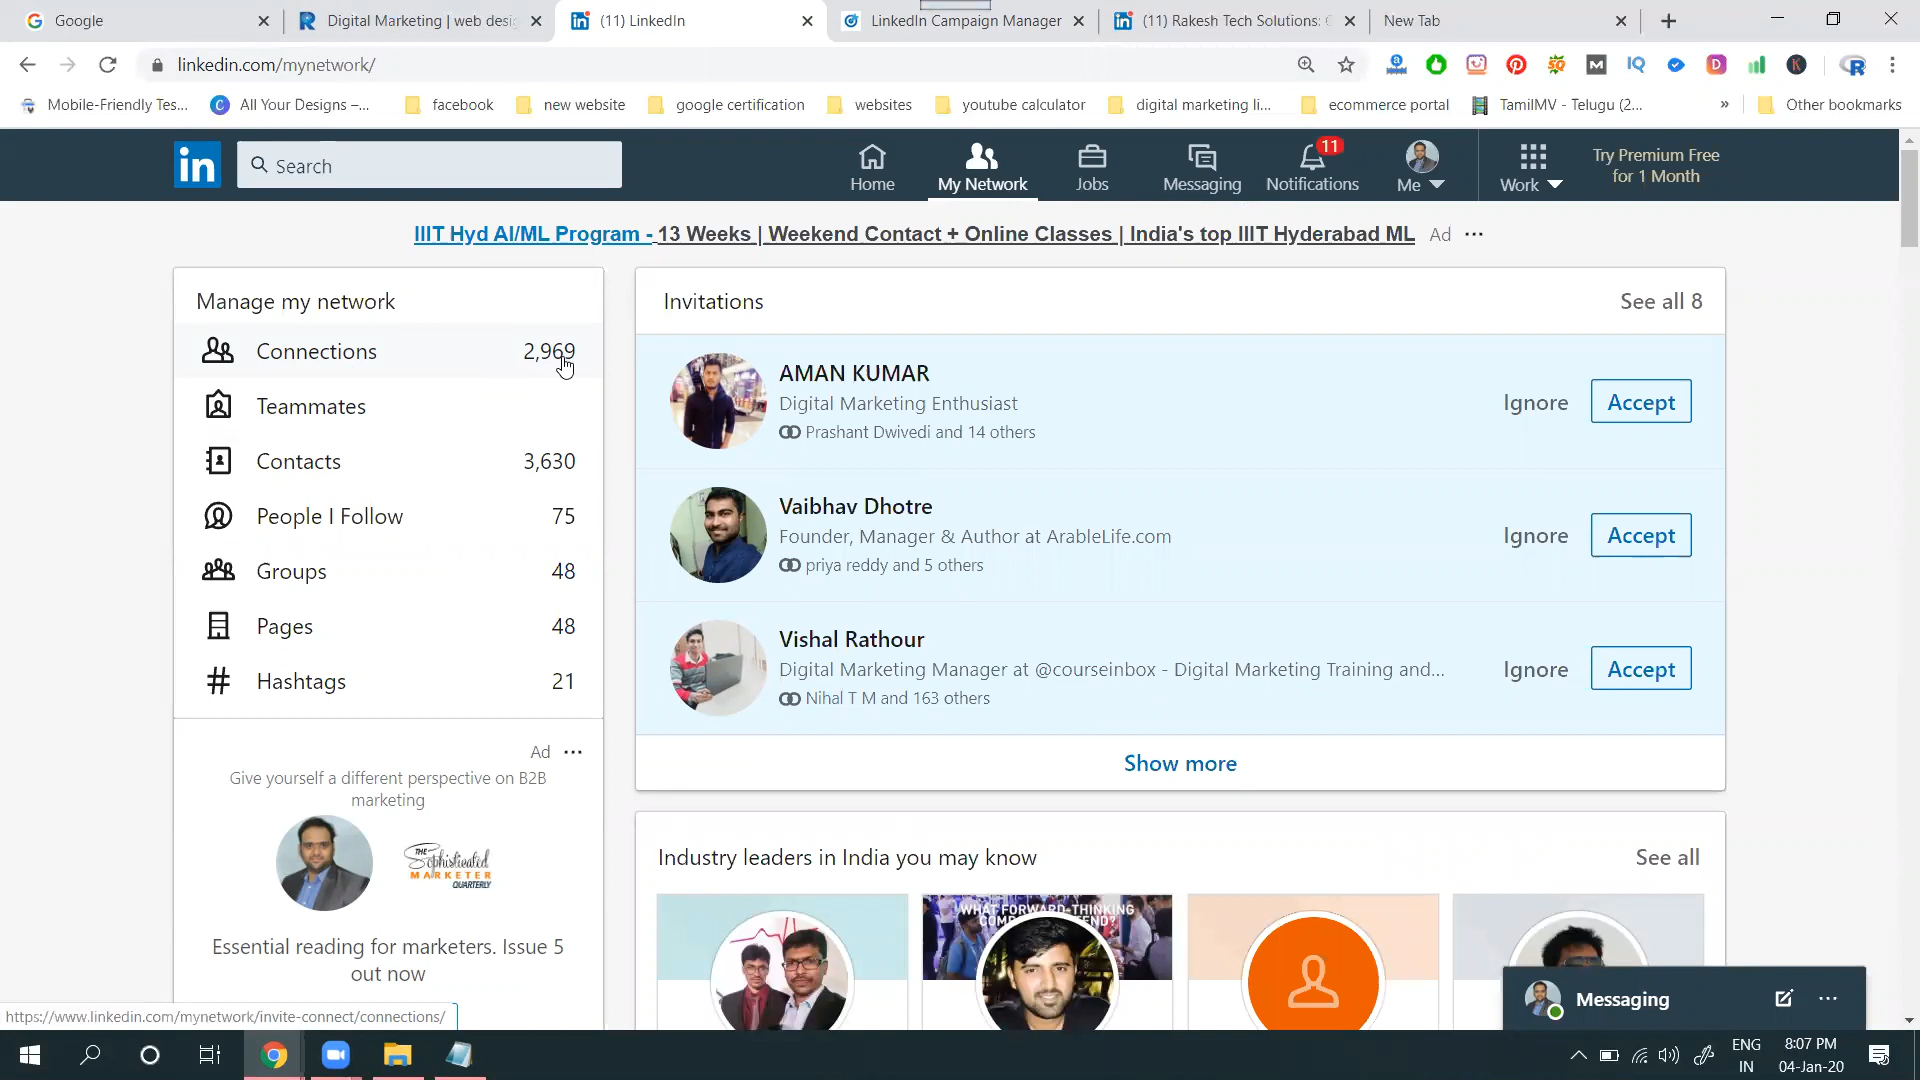 Google
Digital Marketing | web desi
(11) LinkedIn
LinkedIn Campaign Manager
(11) Rakesh Tech Solutions:
New Tab
linkedin.com/mynetwork/
Mobile-Friendly Tes...
All Your Designs –...
facebook
new website
google certification
websites
youtube calculator
digital marketing li...
ecommerce portal
TamilMV - Telugu (2...
»
Other bookmarks
in
Search
Home
My Network
Jobs
Messaging
11
Notifications
Me
Work
Try Premium Free
for 1 Month
IIIT Hyd AI/ML Program - 13 Weeks | Weekend Contact + Online Classes | India's top IIIT Hyderabad ML Ad ...
Manage my network
Connections 2,969
Teammates
Contacts 3,630
People I Follow 75
Groups 48
Pages 48
# Hashtags 21
Ad ...
Give yourself a different perspective on B2B
marketing
THE
Sophisticated
MARKETER
QUARTERLY
Essential reading for marketers. Issue 5
out now
Invitations See all 8
AMAN KUMAR
Digital Marketing Enthusiast
Prashant Dwivedi and 14 others
Ignore Accept
Vaibhav Dhotre
Founder, Manager & Author at ArableLife.com
priya reddy and 5 others
Ignore Accept
Vishal Rathour
Digital Marketing Manager at @courseinbox - Digital Marketing Training and...
Nihal T M and 163 others
Ignore Accept
Show more
Industry leaders in India you may know See all
WHAT FORWARD-THINKING
Messaging
https://www.linkedin.com/mynetwork/invite-connect/connections/
ENG
IN
8:07 PM
04-Jan-20